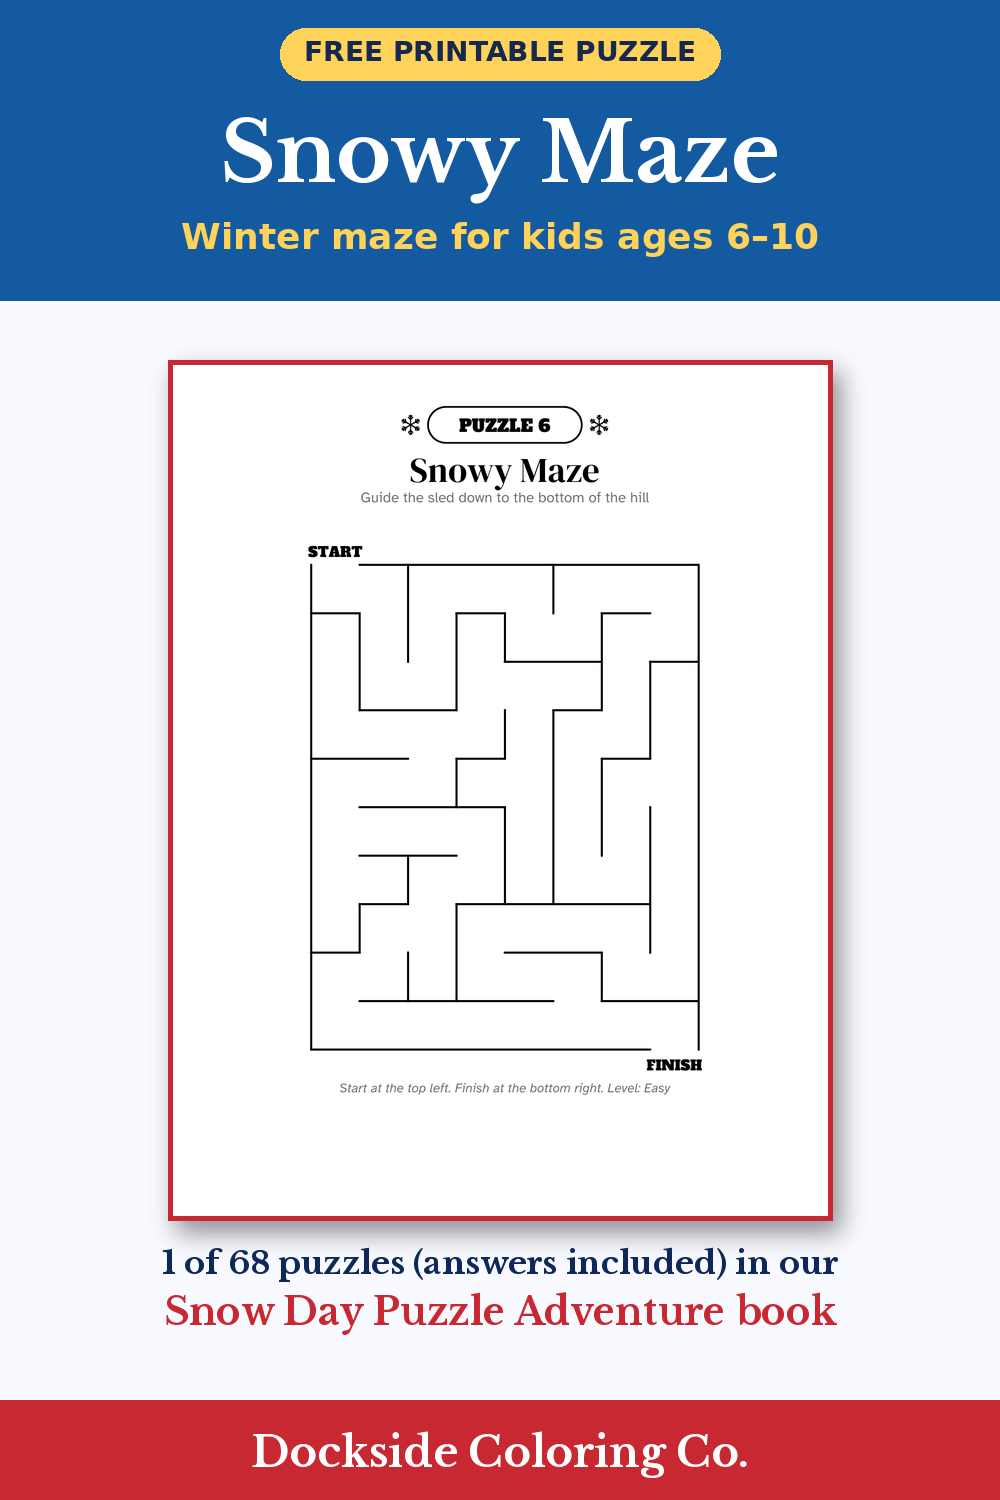 FREE PRINTABLE PUZZLE
Snowy Maze
Winter maze for kids ages 6–10
PUZZLE 6
Snowy Maze
Guide the sled down to the bottom of the hill
START
FINISH
Start at the top left. Finish at the bottom right. Level: Easy
1 of 68 puzzles (answers included) in our
Snow Day Puzzle Adventure book
Dockside Coloring Co.